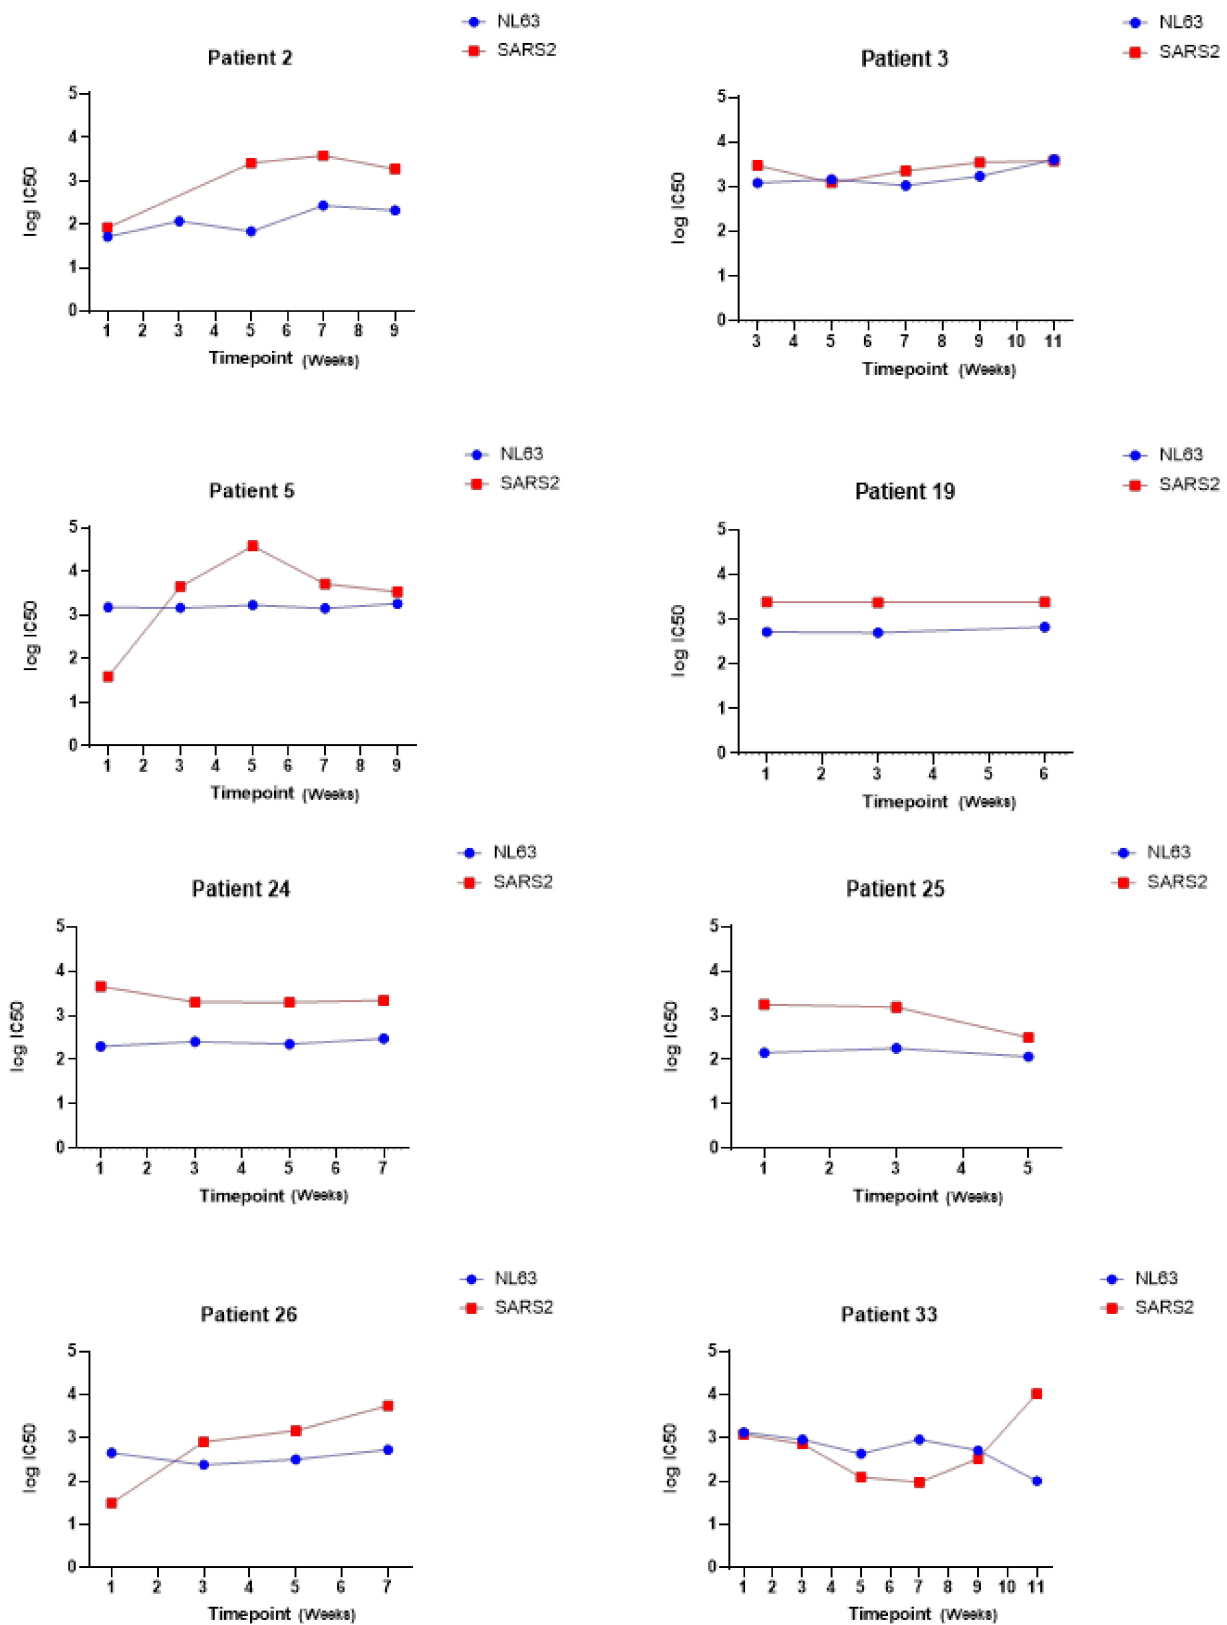 NL63
SARS2
Patient 2
5
4
3
2
1
0
log IC50
1 2 3 4 5 6 7 8 9
Timepoint (Weeks)
NL63
SARS2
Patient 3
5
4
3
2
1
0
log IC50
3 4 5 6 7 8 9 10 11
Timepoint (Weeks)
NL63
SARS2
Patient 5
5
4
3
2
1
0
log IC50
1 2 3 4 5 6 7 8 9
Timepoint (Weeks)
NL63
SARS2
Patient 19
5
4
3
2
1
0
log IC50
1 2 3 4 5 6
Timepoint (Weeks)
NL63
SARS2
Patient 24
5
4
3
2
1
0
log IC50
1 2 3 4 5 6 7
Timepoint (Weeks)
NL63
SARS2
Patient 25
5
4
3
2
1
0
log IC50
1 2 3 4 5
Timepoint (Weeks)
NL63
SARS2
Patient 26
5
4
3
2
1
0
log IC50
1 2 3 4 5 6 7
Timepoint (Weeks)
NL63
SARS2
Patient 33
5
4
3
2
1
0
log IC50
1 2 3 4 5 6 7 8 9 10 11
Timepoint (Weeks)